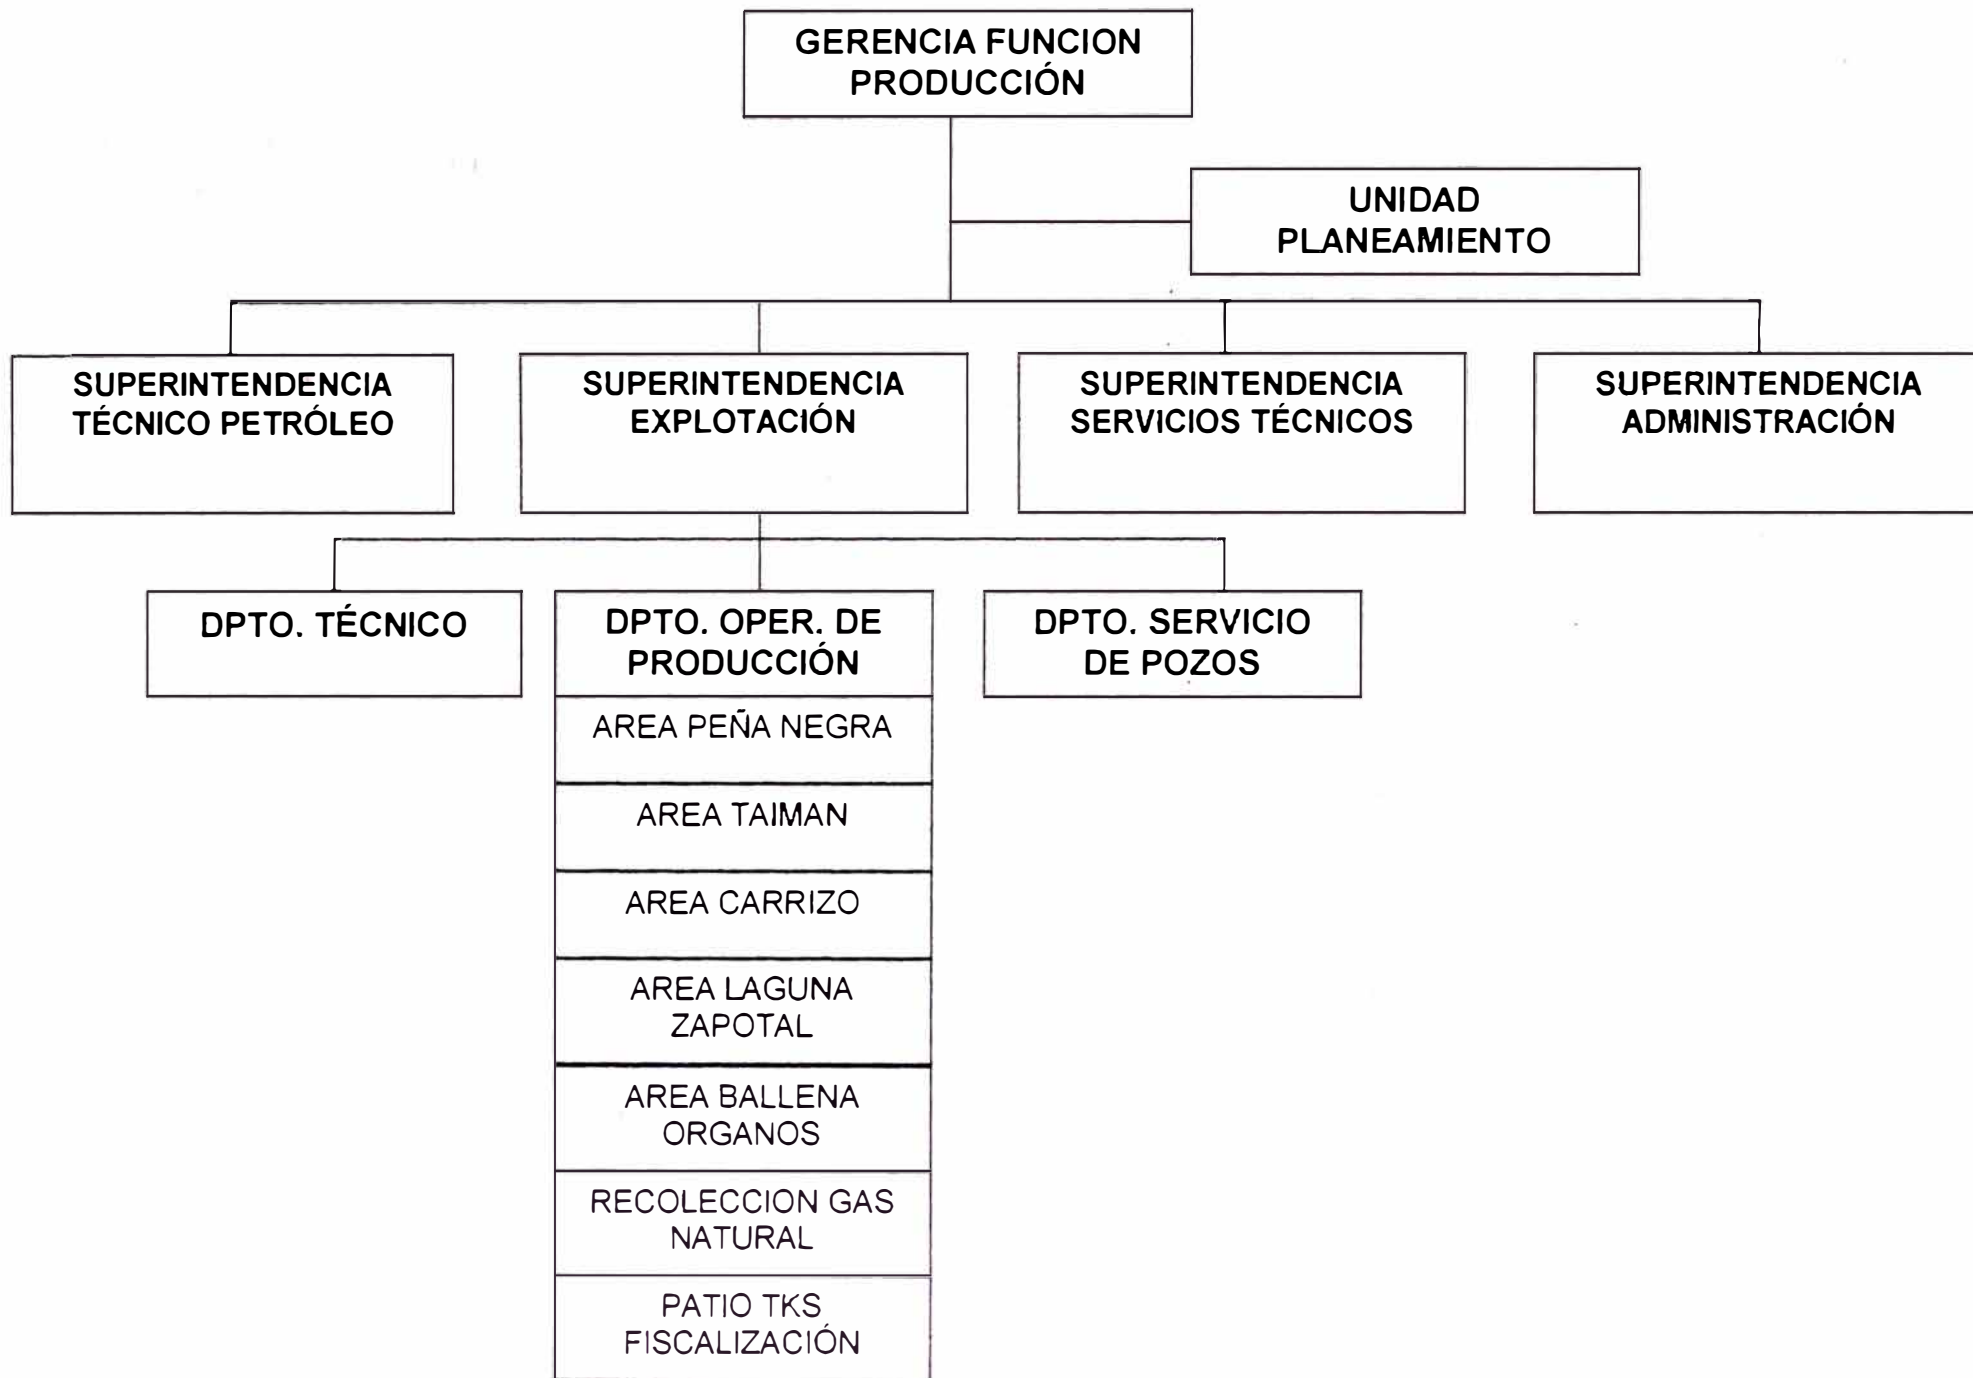 GERENCIA FUNCION
PRODUCCIÓN
UNIDAD
PLANEAMIENTO
SUPERINTENDENCIA
TÉCNICO PETRÓLEO
SUPERINTENDENCIA
EXPLOTACIÓN
SUPERINTENDENCIA
SERVICIOS TÉCNICOS
SUPERINTENDENCIA
ADMINISTRACIÓN
DPTO. TÉCNICO
DPTO. OPER. DE
PRODUCCIÓN
DPTO. SERVICIO
DE POZOS
AREA PEÑA NEGRA
AREA TAIMAN
AREA CARRIZO
AREA LAGUNA
ZAPOTAL
AREA BALLENA
ORGANOS
RECOLECCION GAS
NATURAL
PATIO TKS
FISCALIZACIÓN